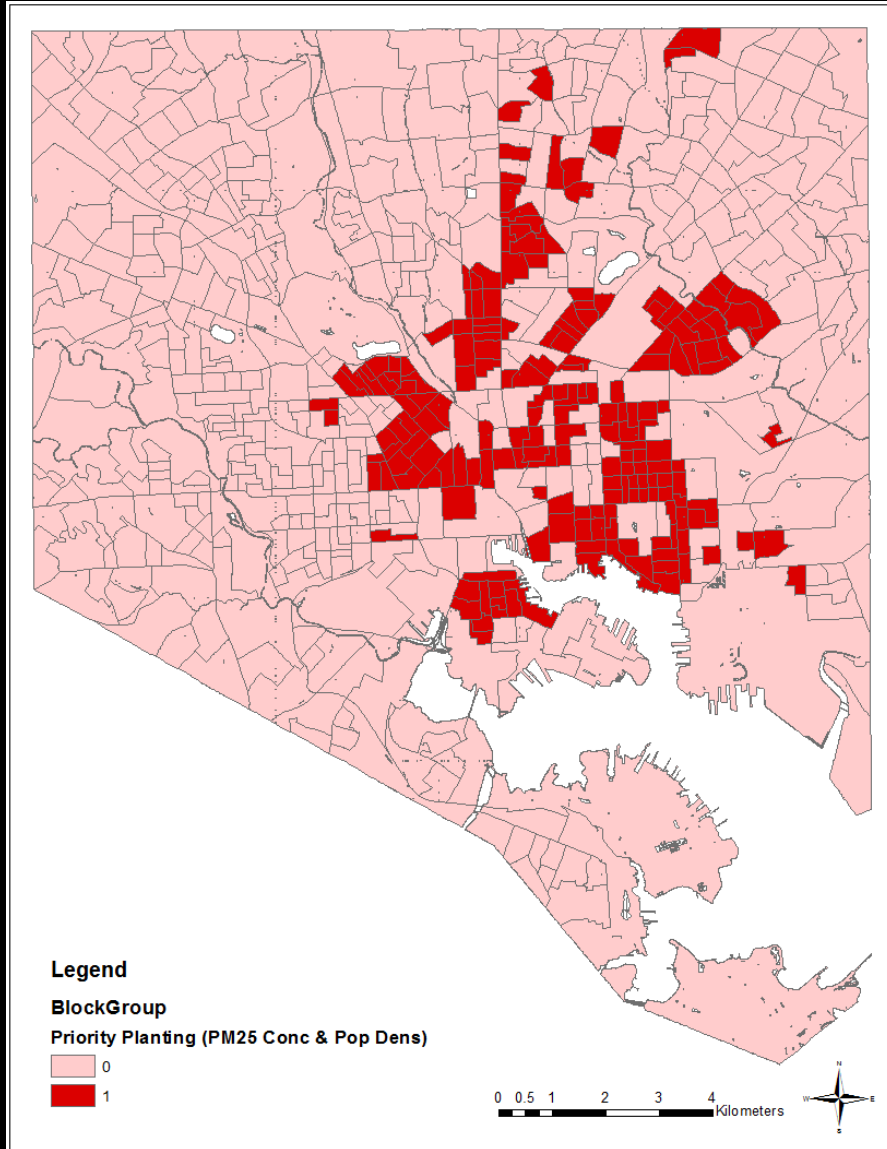 Legend
BlockGroup
Priority Planting (PM25 Conc & Pop Dens)
0
1
0 0.5 1 2 3 4
Kilometers
N
W E
S